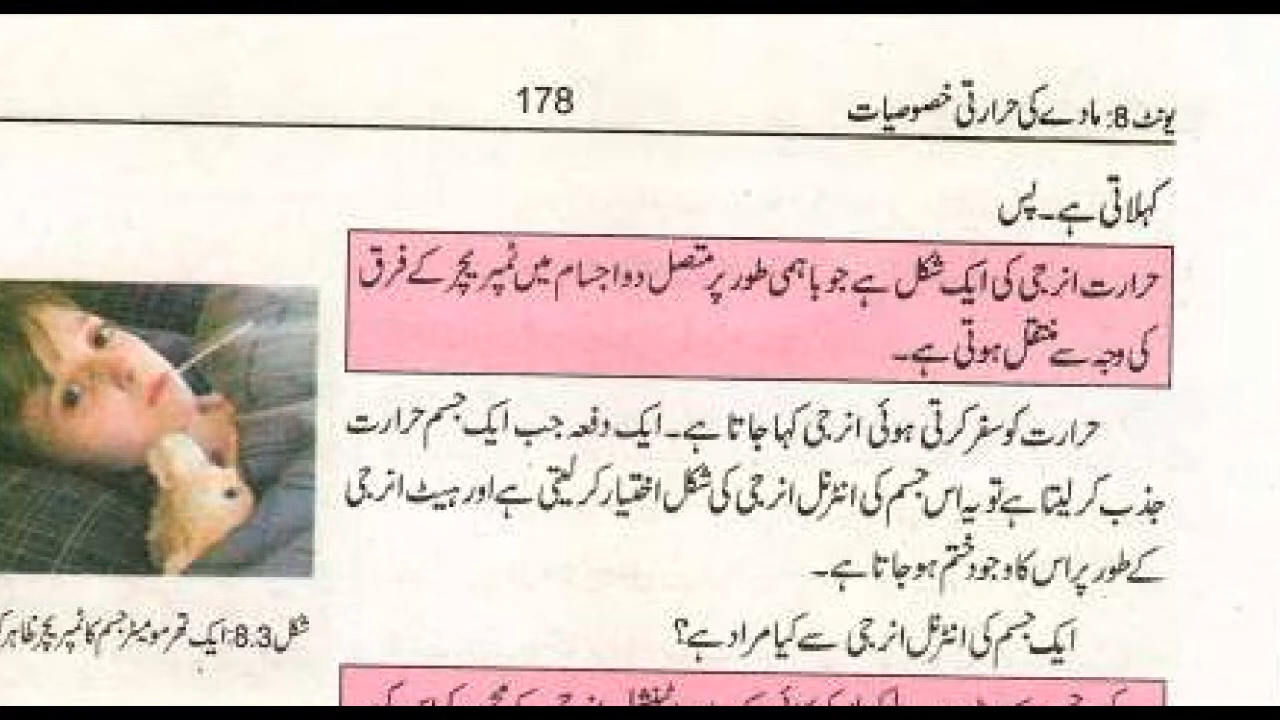 یونٹ 8: مادے کی حرارتی خصوصیات
178
کہلاتی ہے۔ پس
حرارت انرجی کی ایک شکل ہے جو باہمی طور پر متصل دو اجسام میں ٹمپریچر کے فرق
کی وجہ سے منتقل ہوتی ہے۔
حرارت کو سفر کرتی ہوئی انرجی کہا جاتا ہے۔ ایک دفعہ جب ایک جسم حرارت
جذب کر لیتا ہے تو یہ اس جسم کی انٹرنل انرجی کی شکل اختیار کر لیتی ہے اور ہیٹ انرجی
کے طور پر اس کا وجود ختم ہو جاتا ہے۔
شکل 8.3: ایک تھرمومیٹر جسم کا ٹمپریچر ظاہر
ایک جسم کی انٹرنل انرجی سے کیا مراد ہے؟